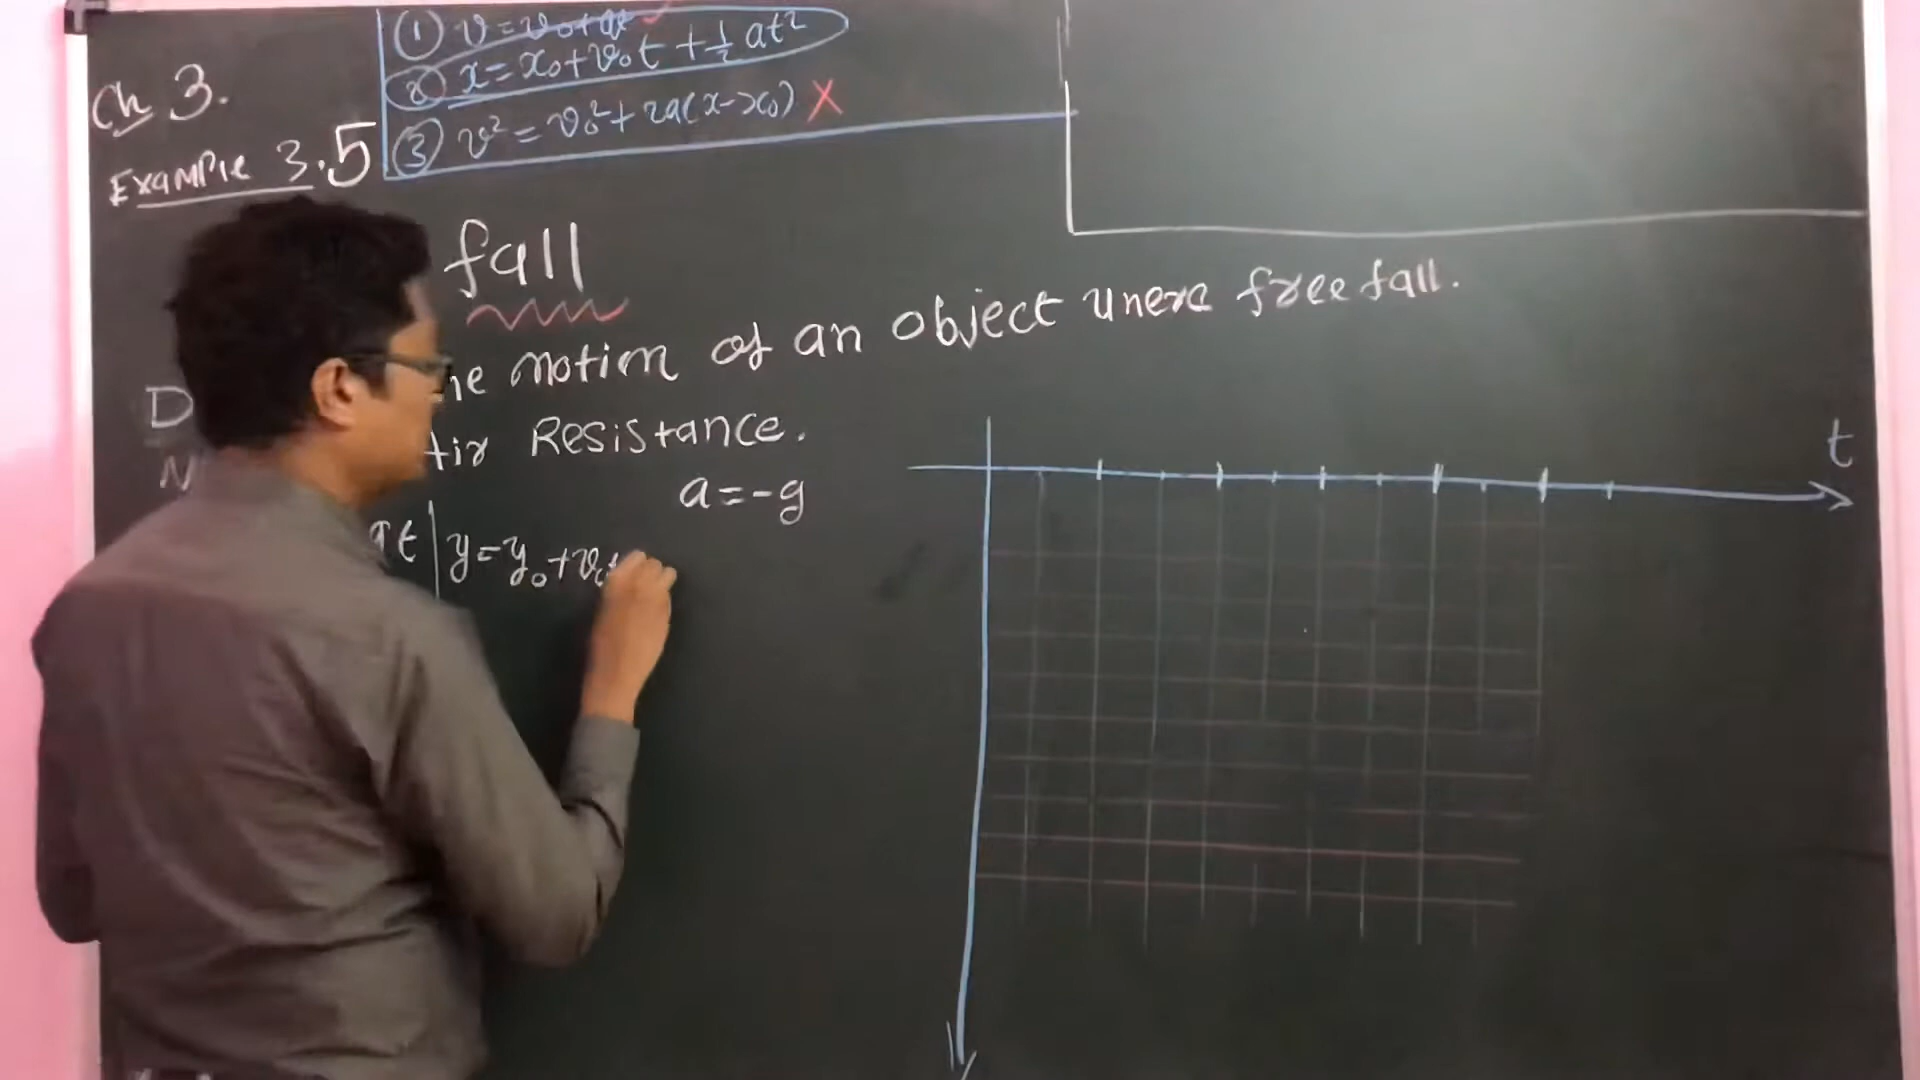 Ch 3.
Example 3.5
① v=v₀+at
② x=x₀+v₀t+½at²
③ v²=v₀²+2a(x-x₀) X
fall
motion of an object unere free fall.
Air Resistance.
a=-g
t | y=y₀+v₀t
t